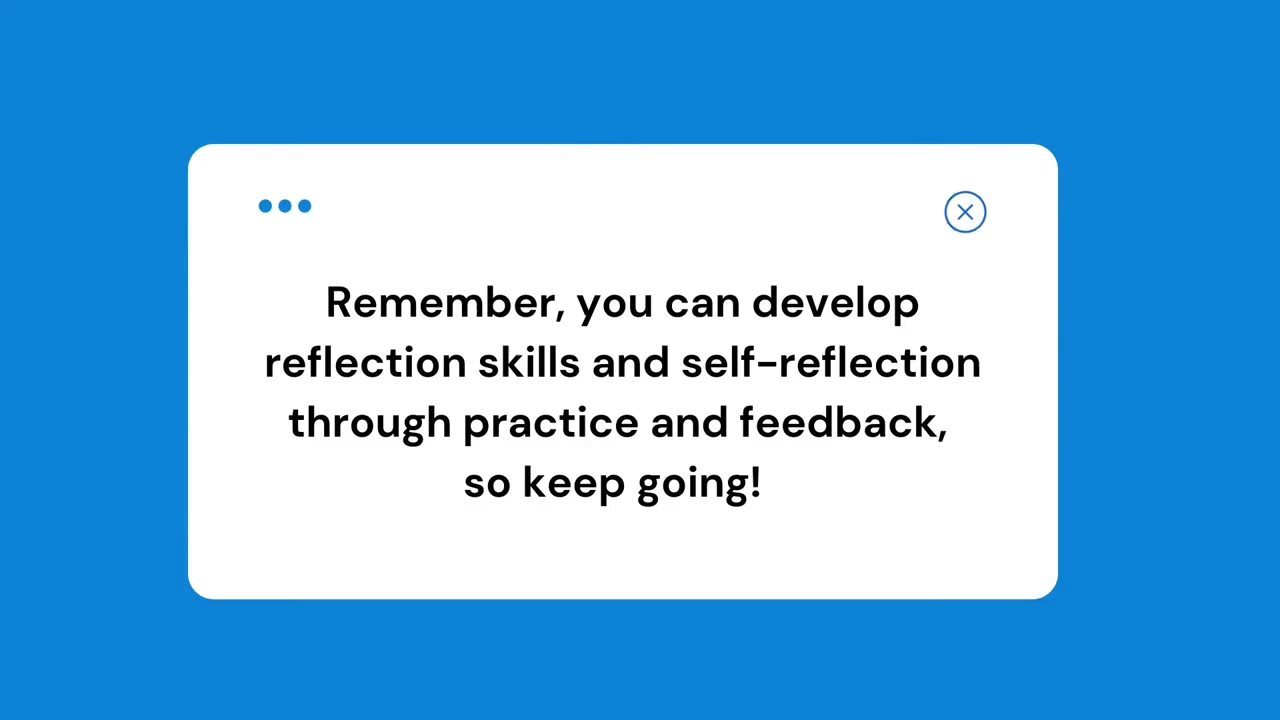 Remember, you can develop
reflection skills and self-reflection
through practice and feedback,
so keep going!